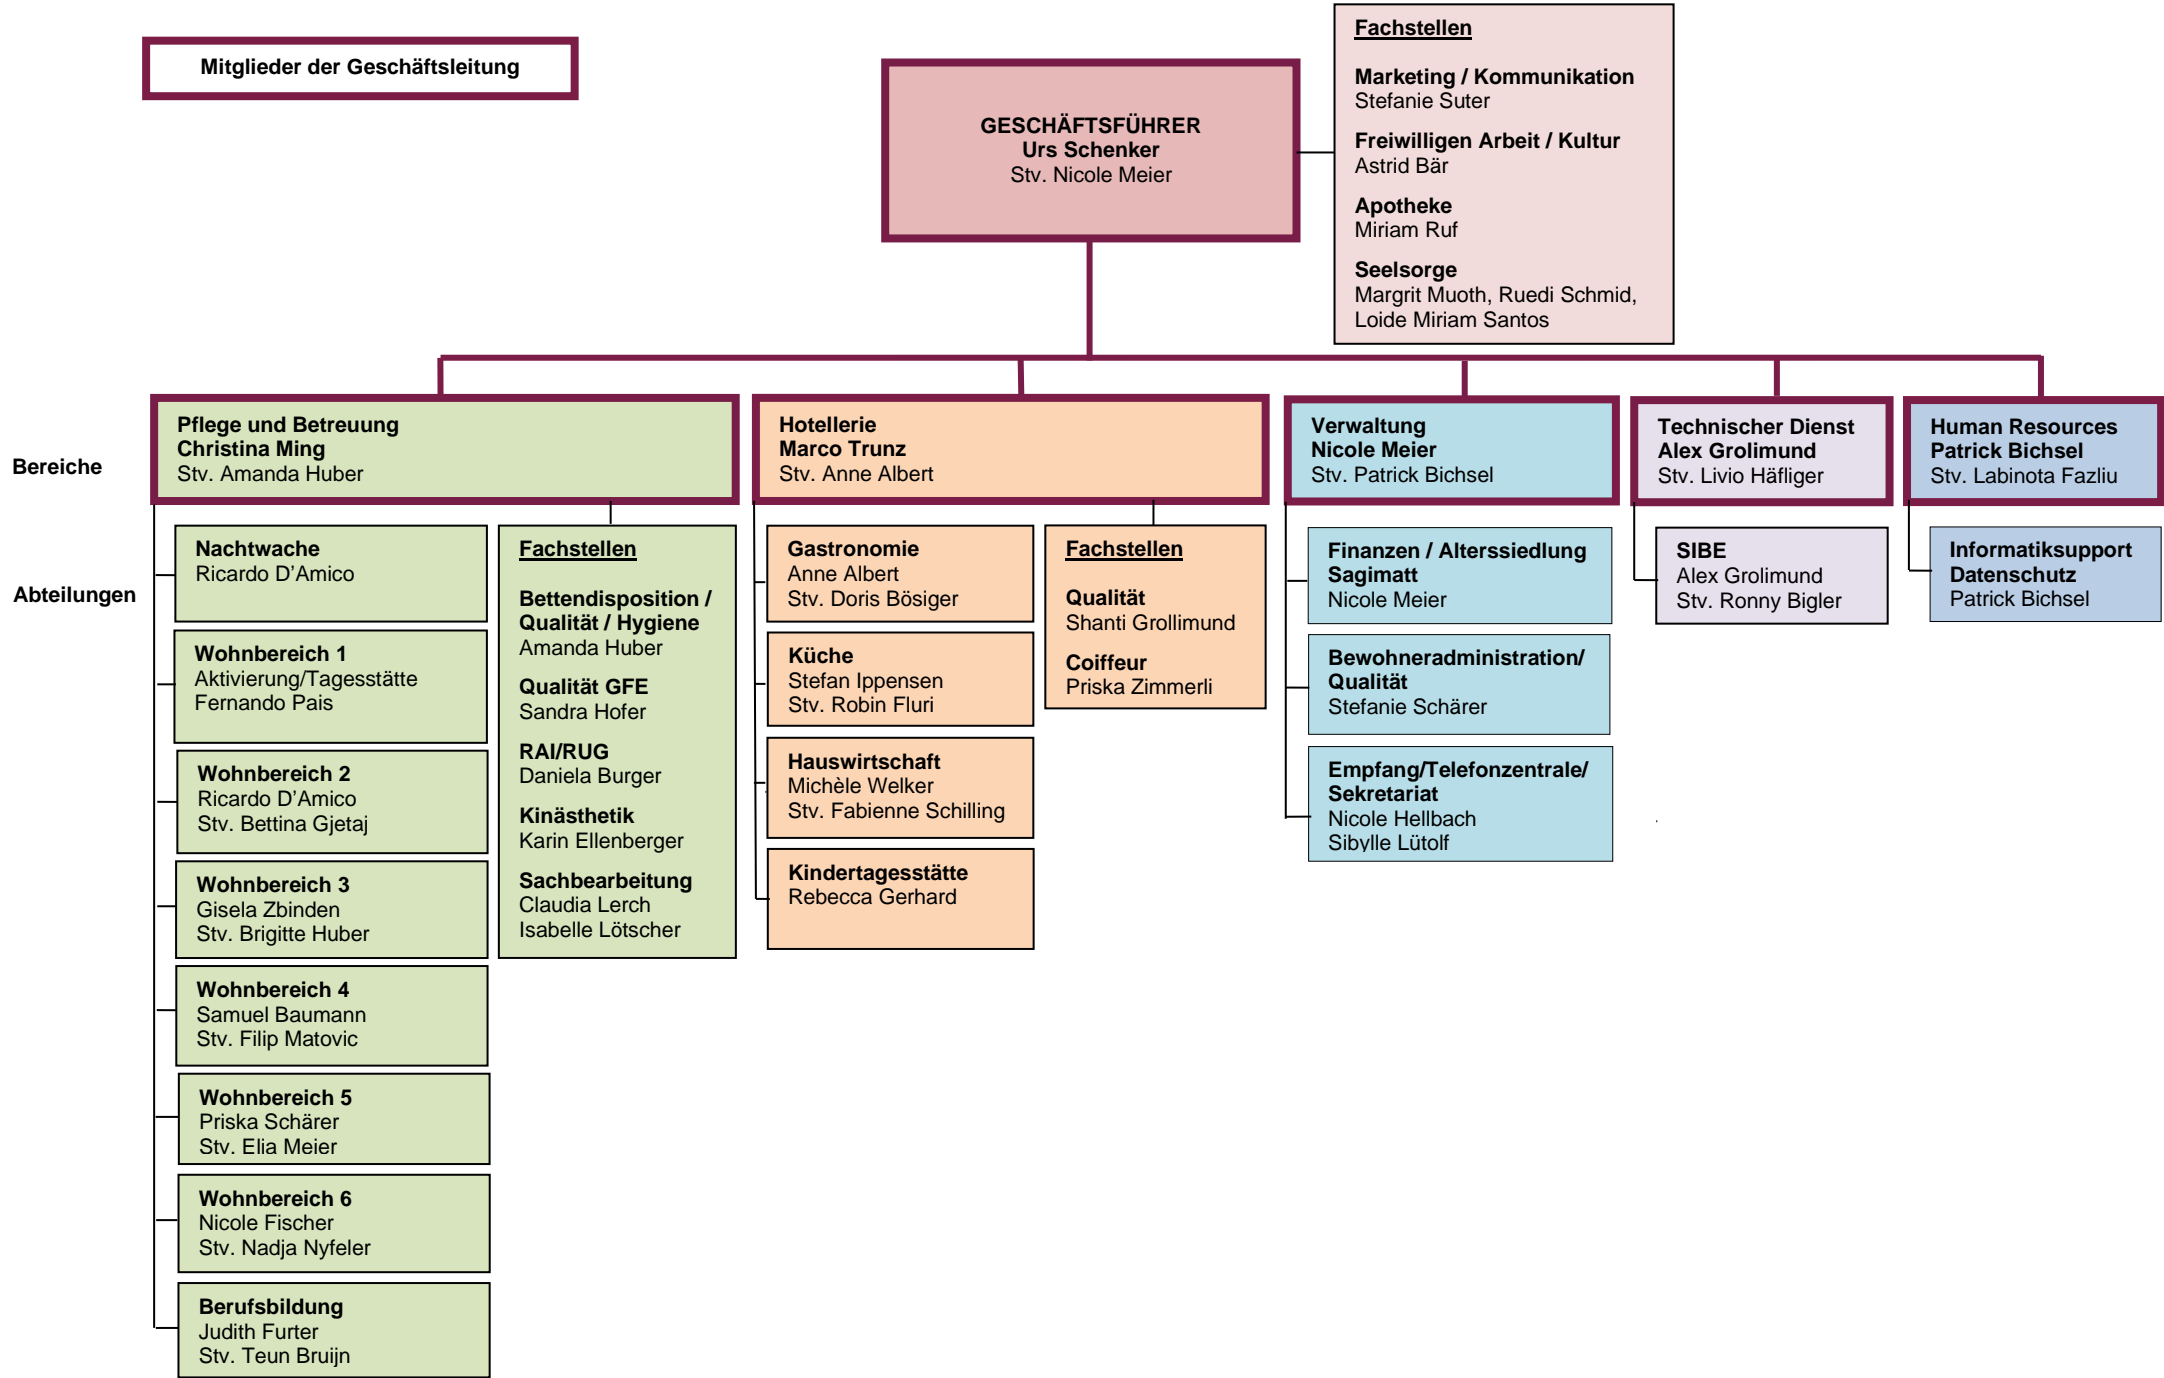 Mitglieder der Geschäftsleitung
GESCHÄFTSFÜHRER
Urs Schenker
Stv. Nicole Meier
Fachstellen
Marketing / Kommunikation
Stefanie Suter
Freiwilligen Arbeit / Kultur
Astrid Bär
Apotheke
Miriam Ruf
Seelsorge
Margrit Muoth, Ruedi Schmid,
Loide Miriam Santos
Bereiche
Pflege und Betreuung
Christina Ming
Stv. Amanda Huber
Hotellerie
Marco Trunz
Stv. Anne Albert
Verwaltung
Nicole Meier
Stv. Patrick Bichsel
Technischer Dienst
Alex Grolimund
Stv. Livio Häfliger
Human Resources
Patrick Bichsel
Stv. Labinota Fazliu
Abteilungen
Nachtwache
Ricardo D’Amico
Wohnbereich 1
Aktivierung/Tagesstätte
Fernando Pais
Wohnbereich 2
Ricardo D’Amico
Stv. Bettina Gjetaj
Wohnbereich 3
Gisela Zbinden
Stv. Brigitte Huber
Wohnbereich 4
Samuel Baumann
Stv. Filip Matovic
Wohnbereich 5
Priska Schärer
Stv. Elia Meier
Wohnbereich 6
Nicole Fischer
Stv. Nadja Nyfeler
Berufsbildung
Judith Furter
Stv. Teun Bruijn
Fachstellen
Bettendisposition /
Qualität / Hygiene
Amanda Huber
Qualität GFE
Sandra Hofer
RAI/RUG
Daniela Burger
Kinästhetik
Karin Ellenberger
Sachbearbeitung
Claudia Lerch
Isabelle Lötscher
Gastronomie
Anne Albert
Stv. Doris Bösiger
Küche
Stefan Ippensen
Stv. Robin Fluri
Hauswirtschaft
Michèle Welker
Stv. Fabienne Schilling
Kindertagesstätte
Rebecca Gerhard
Fachstellen
Qualität
Shanti Grollimund
Coiffeur
Priska Zimmerli
Finanzen / Alterssiedlung
Sagimatt
Nicole Meier
Bewohneradministration/
Qualität
Stefanie Schärer
Empfang/Telefonzentrale/
Sekretariat
Nicole Hellbach
Sibylle Lütolf
SIBE
Alex Grolimund
Stv. Ronny Bigler
Informatiksupport
Datenschutz
Patrick Bichsel